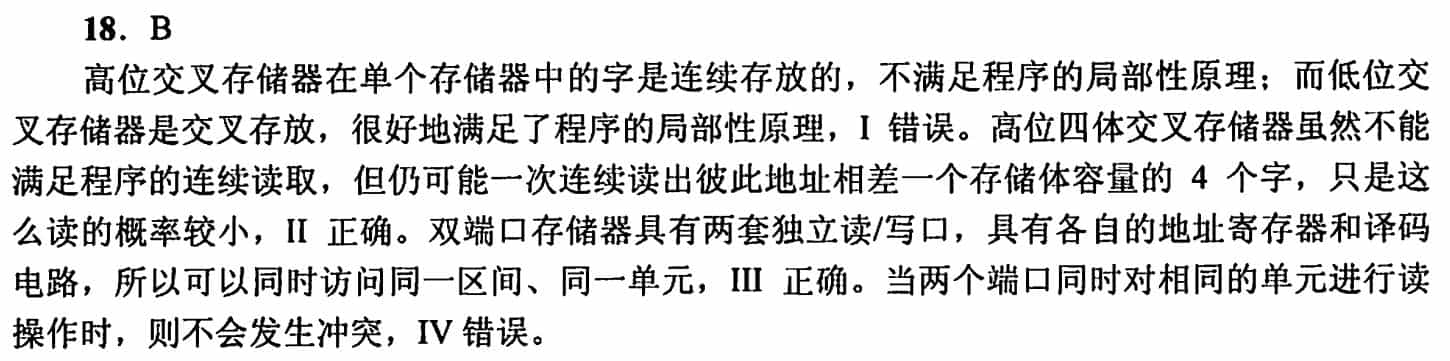 18. B
高位交叉存储器在单个存储器中的字是连续存放的，不满足程序的局部性原理；而低位交
叉存储器是交叉存放，很好地满足了程序的局部性原理，I 错误。高位四体交叉存储器虽然不能
满足程序的连续读取，但仍可能一次连续读出彼此地址相差一个存储体容量的 4 个字，只是这
么读的概率较小，II 正确。双端口存储器具有两套独立读/写口，具有各自的地址寄存器和译码
电路，所以可以同时访问同一区间、同一单元，III 正确。当两个端口同时对相同的单元进行读
操作时，则不会发生冲突，IV 错误。